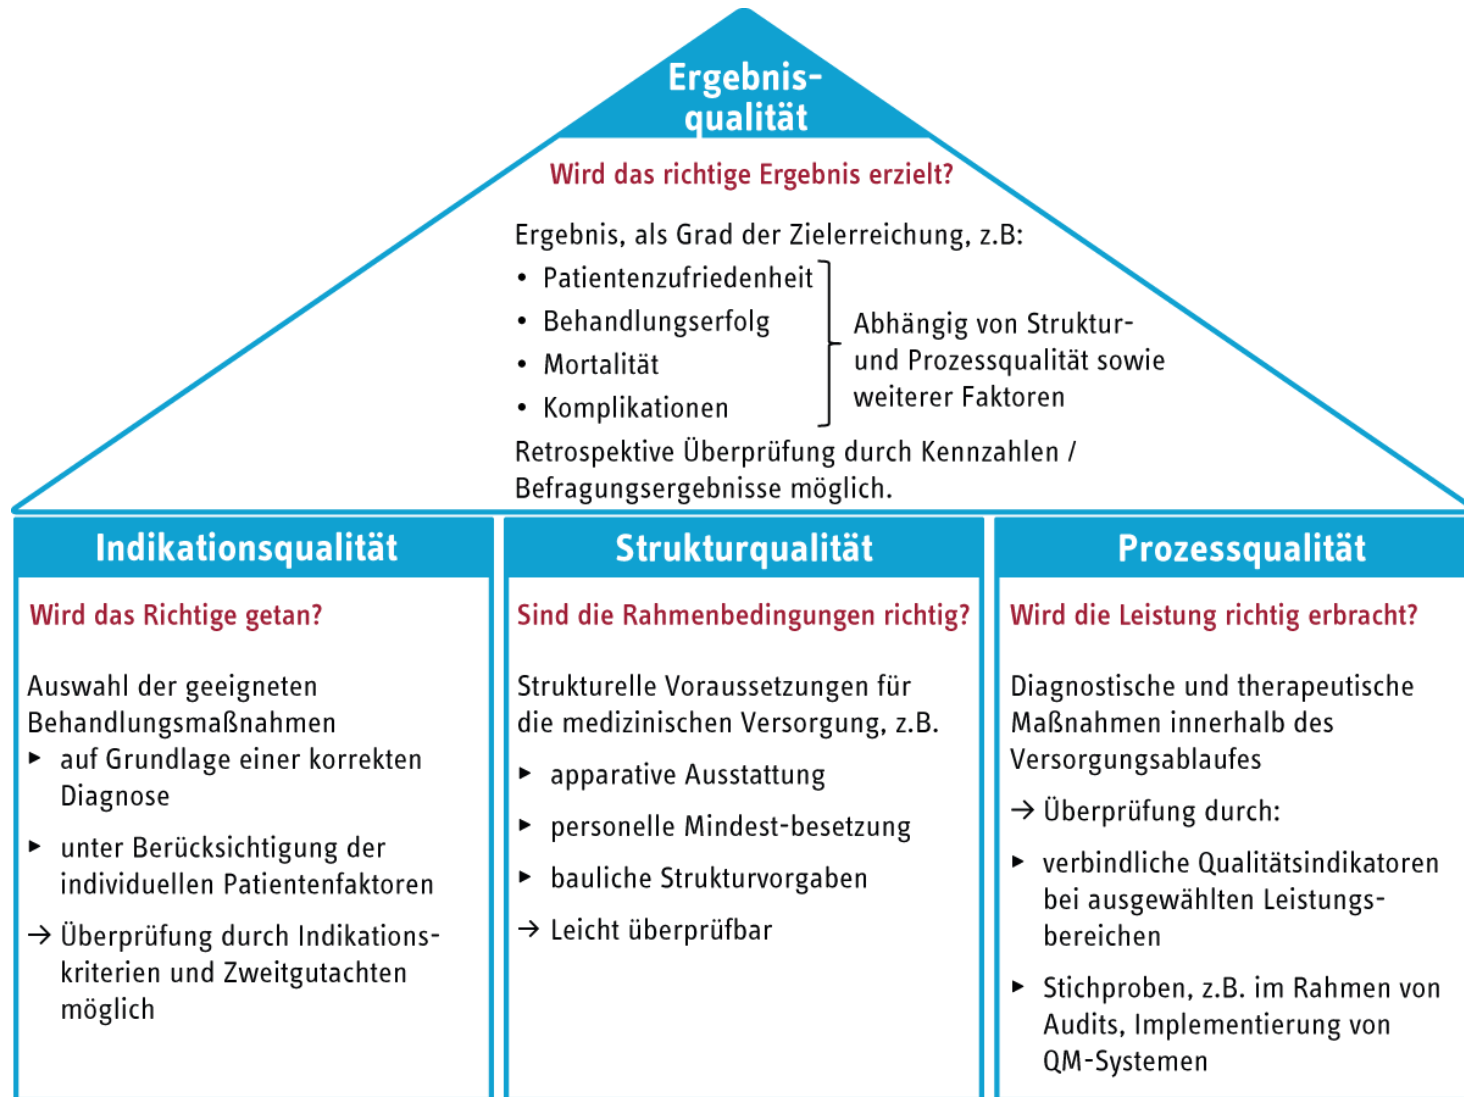 Ergebnis-
qualität
Wird das richtige Ergebnis erzielt?
Ergebnis, als Grad der Zielerreichung, z.B:
• Patientenzufriedenheit
• Behandlungserfolg
• Mortalität
• Komplikationen
Abhängig von Struktur-
und Prozessqualität sowie
weiterer Faktoren
Retrospektive Überprüfung durch Kennzahlen /
Befragungsergebnisse möglich.
Indikationsqualität
Wird das Richtige getan?
Auswahl der geeigneten
Behandlungsmaßnahmen
▸ auf Grundlage einer korrekten
Diagnose
▸ unter Berücksichtigung der
individuellen Patientenfaktoren
→ Überprüfung durch Indikations-
kriterien und Zweitgutachten
möglich
Strukturqualität
Sind die Rahmenbedingungen richtig?
Strukturelle Voraussetzungen für
die medizinischen Versorgung, z.B.
▸ apparative Ausstattung
▸ personelle Mindest-besetzung
▸ bauliche Strukturvorgaben
→ Leicht überprüfbar
Prozessqualität
Wird die Leistung richtig erbracht?
Diagnostische und therapeutische
Maßnahmen innerhalb des
Versorgungsablaufes
→ Überprüfung durch:
▸ verbindliche Qualitätsindikatoren
bei ausgewählten Leistungs-
bereichen
▸ Stichproben, z.B. im Rahmen von
Audits, Implementierung von
QM-Systemen